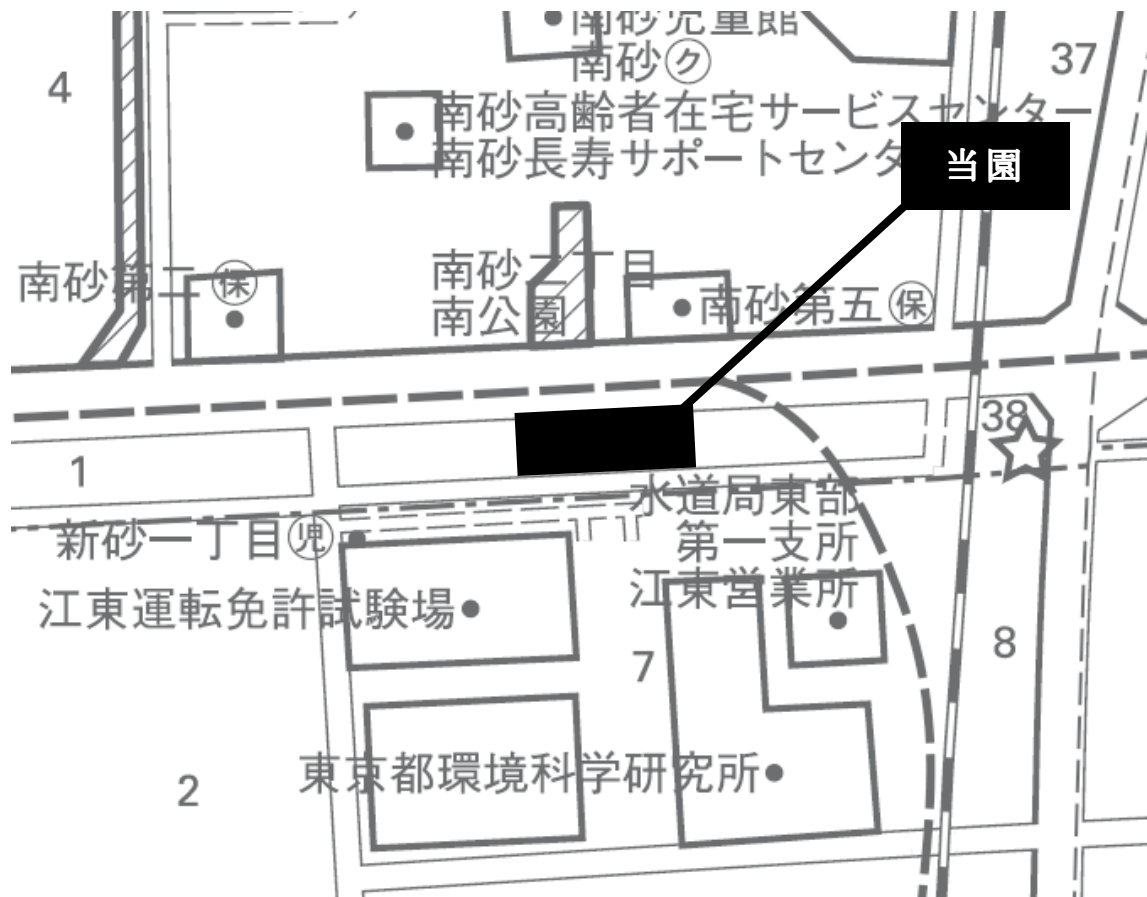 南砂児童館
南砂㋗
37
4
南砂高齢者在宅サービスセンター
南砂長寿サポートセンタ
当園
南砂第二㋭
南砂二丁目
南公園
南砂第五保
38
1
水道局東部
第一支所
江東営業所
新砂一丁目児
江東運転免許試験場
8
7
東京都環境科学研究所
2